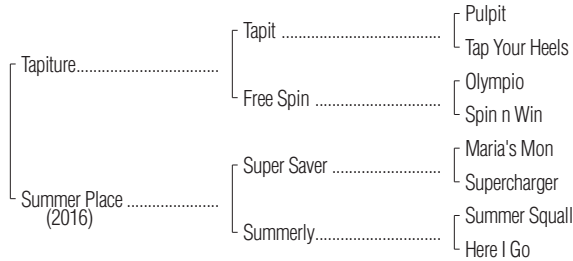 Pulpit
Tapit
Tap Your Heels
Tapiture
Olympio
Free Spin
Spin n Win
Maria's Mon
Super Saver
Supercharger
Summer Place
(2016)
Summer Squall
Summerly
Here I Go